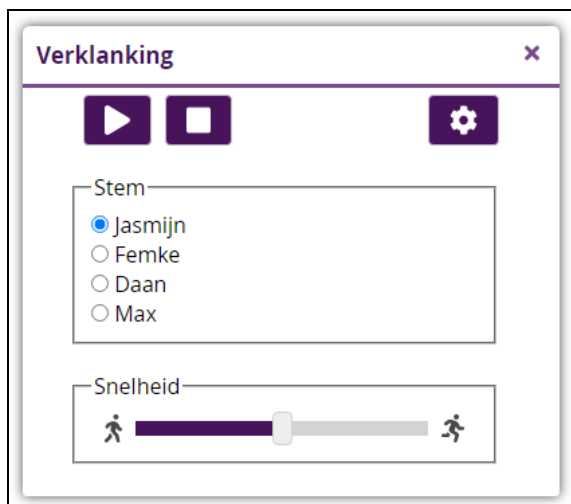 Verklanking
Stem
Jasmijn
Femke
Daan
Max
Snelheid